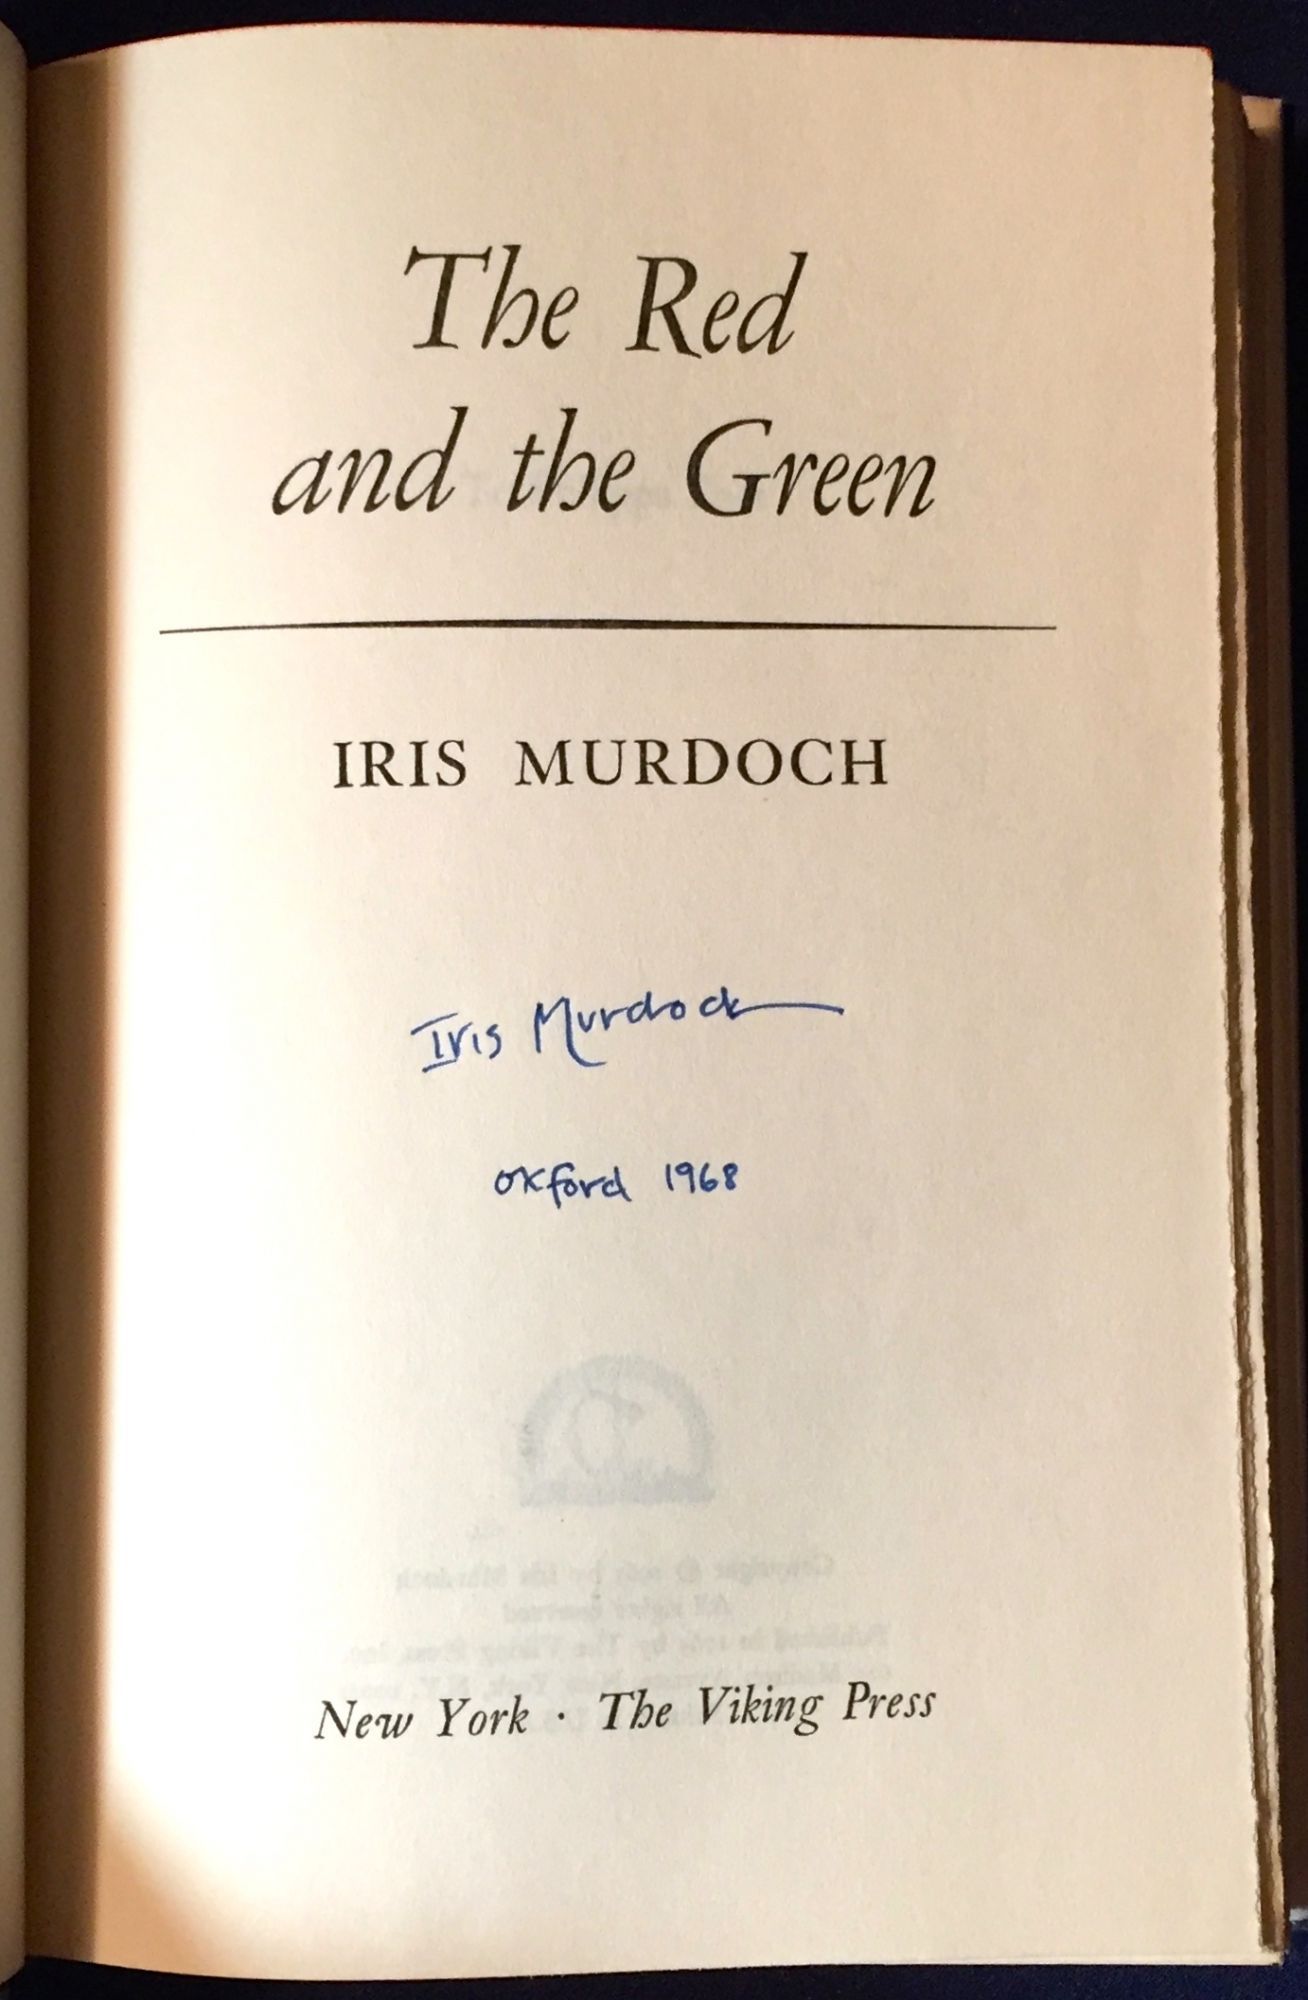 The Red
and the Green
IRIS MURDOCH
Iris Murdoch
Oxford 1968
New York · The Viking Press